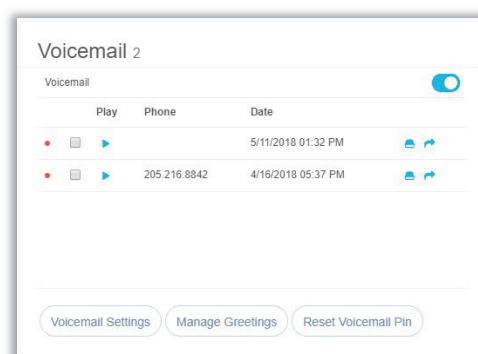 Voicemail 2
Voicemail
Play Phone Date
5/11/2018 01:32 PM
205.216.8842 4/16/2018 05:37 PM
Voicemail Settings Manage Greetings Reset Voicemail Pin